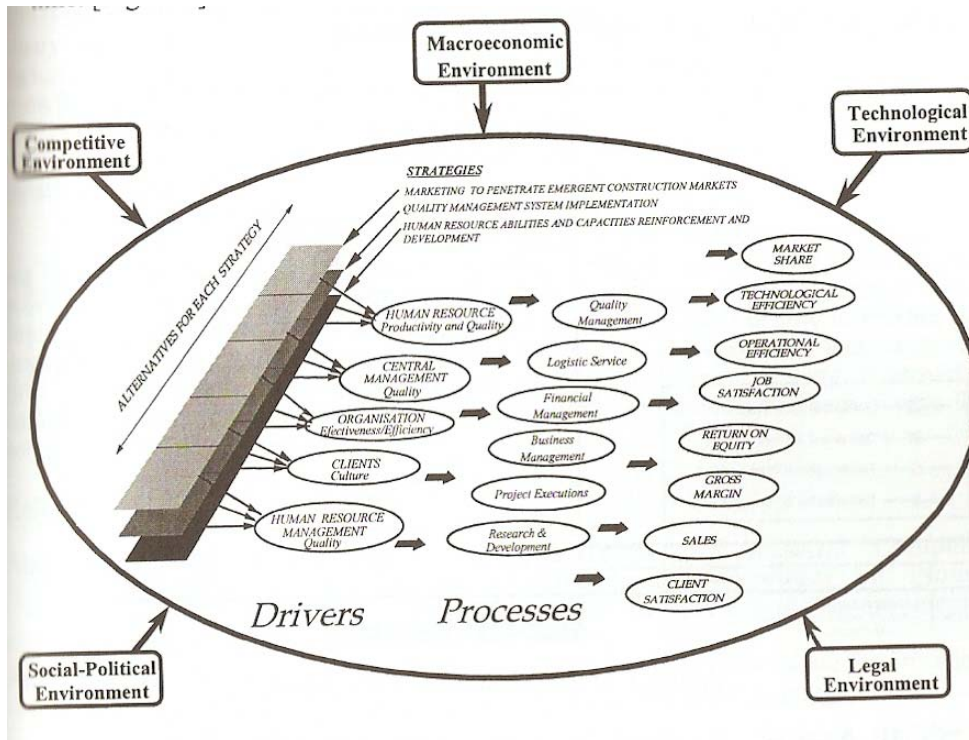 Macroeconomic
Environment
Competitive
Environment
Technological
Environment
STRATEGIES
MARKETING TO PENETRATE EMERGENT CONSTRUCTION MARKETS
QUALITY MANAGEMENT SYSTEM IMPLEMENTATION
HUMAN RESOURCE ABILITIES AND CAPACITIES REINFORCEMENT AND
DEVELOPMENT
ALTERNATIVES FOR EACH STRATEGY
HUMAN RESOURCE
Productivity and Quality
CENTRAL
MANAGEMENT
Quality
ORGANISATION
Efectiveness/Efficiency
CLIENTS
Culture
HUMAN RESOURCE
MANAGEMENT
Quality
Quality
Management
Logistic Service
Financial
Management
Business
Management
Project Executions
Research &
Development
MARKET
SHARE
TECHNOLOGICAL
EFFICIENCY
OPERATIONAL
EFFICIENCY
JOB
SATISFACTION
RETURN ON
EQUITY
GROSS
MARGIN
SALES
CLIENT
SATISFACTION
Drivers
Processes
Social-Political
Environment
Legal
Environment